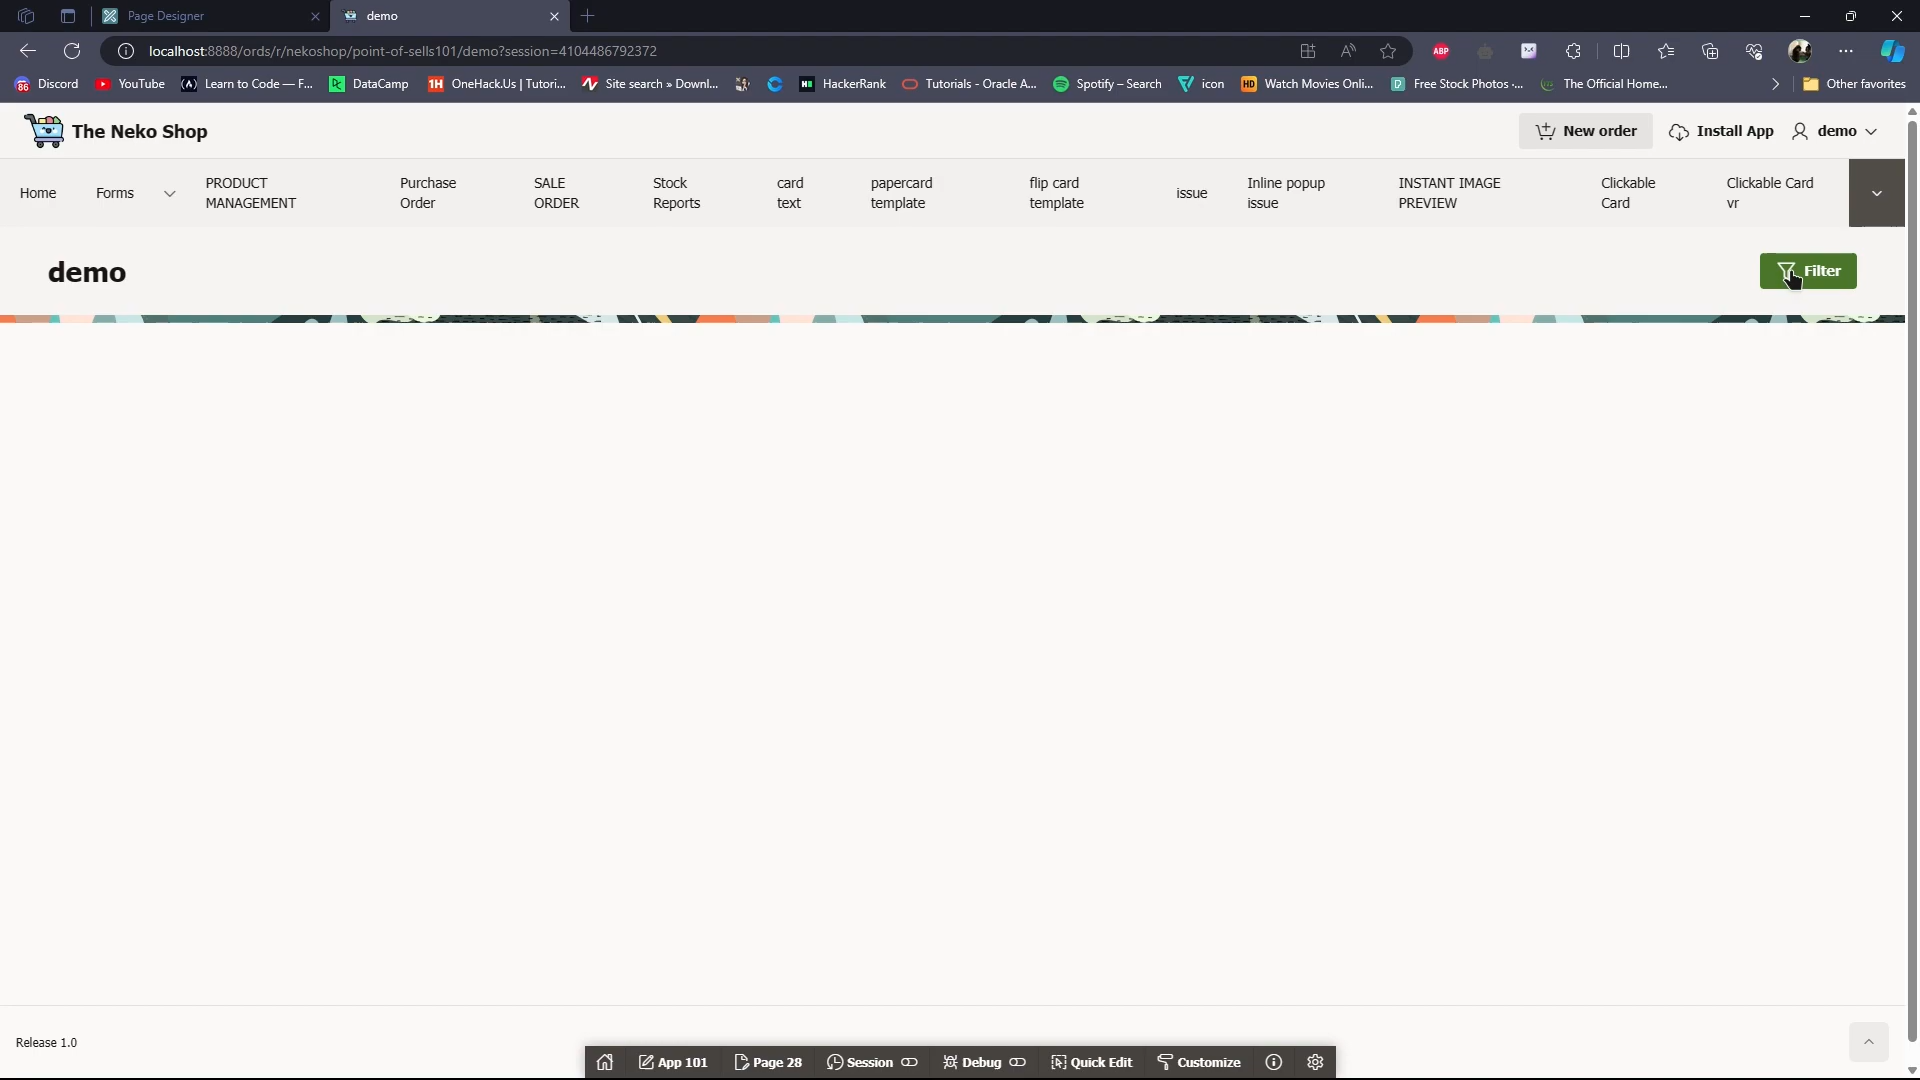 Page Designer
demo
localhost:8888/ords/r/nekoshop/point-of-sells101/demo?session=4104486792372
ABP
86 Discord
YouTube
Learn to Code — F...
DataCamp
1H OneHack.Us | Tutori...
Site search » Downl...
HackerRank
Tutorials - Oracle A...
Spotify – Search
icon
HD Watch Movies Onli...
Free Stock Photos ·...
The Official Home...
Other favorites
The Neko Shop
New order
Install App
demo
Home
Forms
PRODUCT
MANAGEMENT
Purchase
Order
SALE
ORDER
Stock
Reports
card
text
papercard
template
flip card
template
issue
Inline popup
issue
INSTANT IMAGE
PREVIEW
Clickable
Card
Clickable Card
vr
demo
Filter
Release 1.0
App 101
Page 28
Session
Debug
Quick Edit
Customize